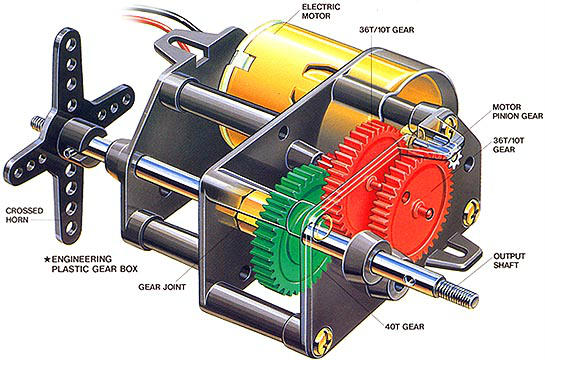 ELECTRIC
MOTOR
36T/10T GEAR
MOTOR
PINION GEAR
36T/10T
GEAR
CROSSED
HORN
★ENGINEERING
PLASTIC GEAR BOX
GEAR JOINT
OUTPUT
SHAFT
40T GEAR